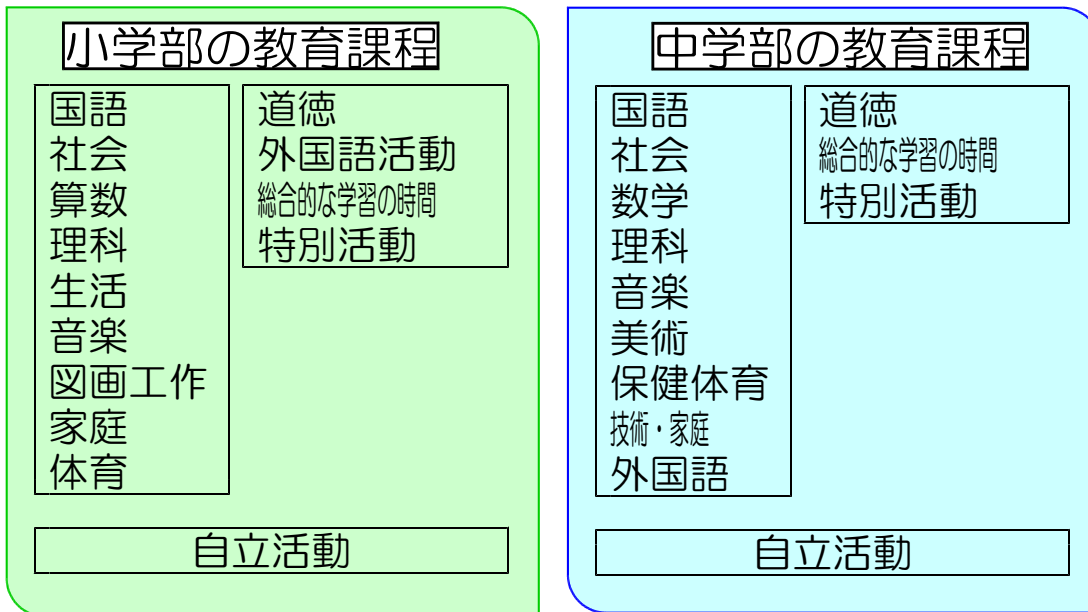 小学部の教育課程
国語
社会
算数
理科
生活
音楽
図画工作
家庭
体育
道徳
外国語活動
総合的な学習の時間
特別活動
自立活動
中学部の教育課程
国語
社会
数学
理科
音楽
美術
保健体育
技術・家庭
外国語
道徳
総合的な学習の時間
特別活動
自立活動